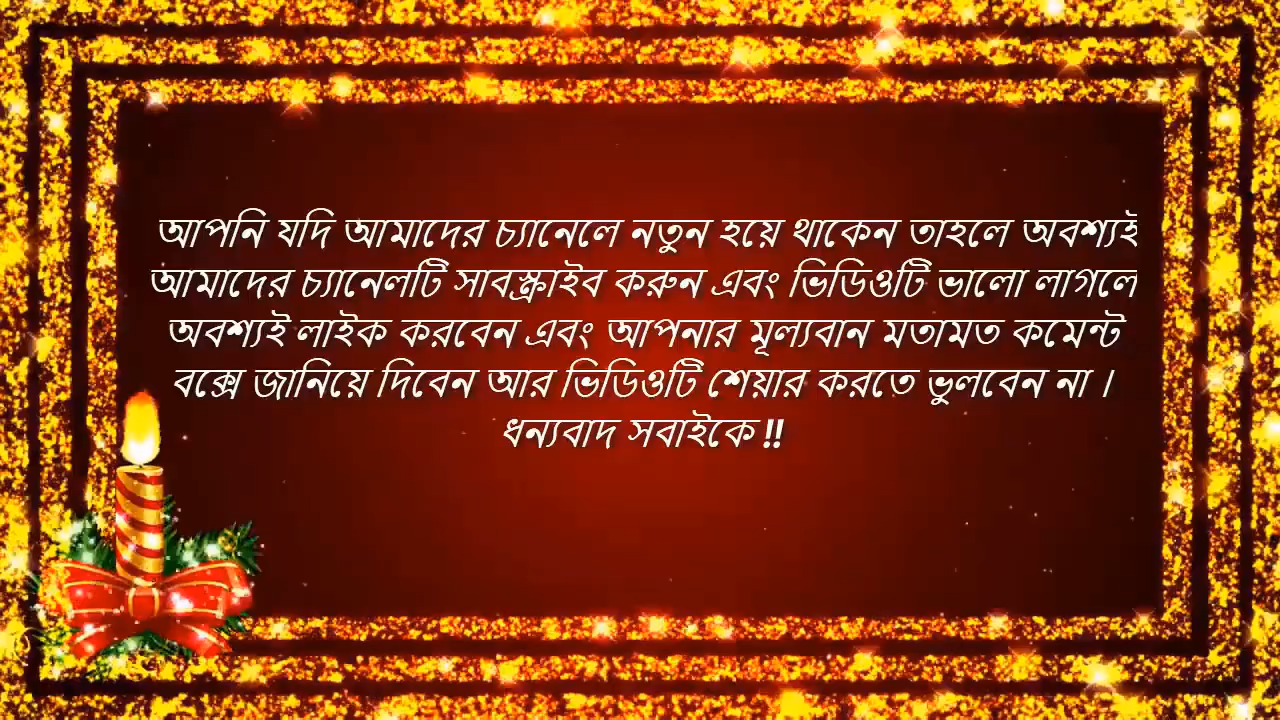 আপনি যদি আমাদের চ্যানেলে নতুন হয়ে থাকেন তাহলে অবশ্যই
আমাদের চ্যানেলটি সাবস্ক্রাইব করুন এবং ভিডিওটি ভালো লাগলে
অবশ্যই লাইক করবেন এবং আপনার মূল্যবান মতামত কমেন্ট
বক্সে জানিয়ে দিবেন আর ভিডিওটি শেয়ার করতে ভুলবেন না ।
ধন্যবাদ সবাইকে !!